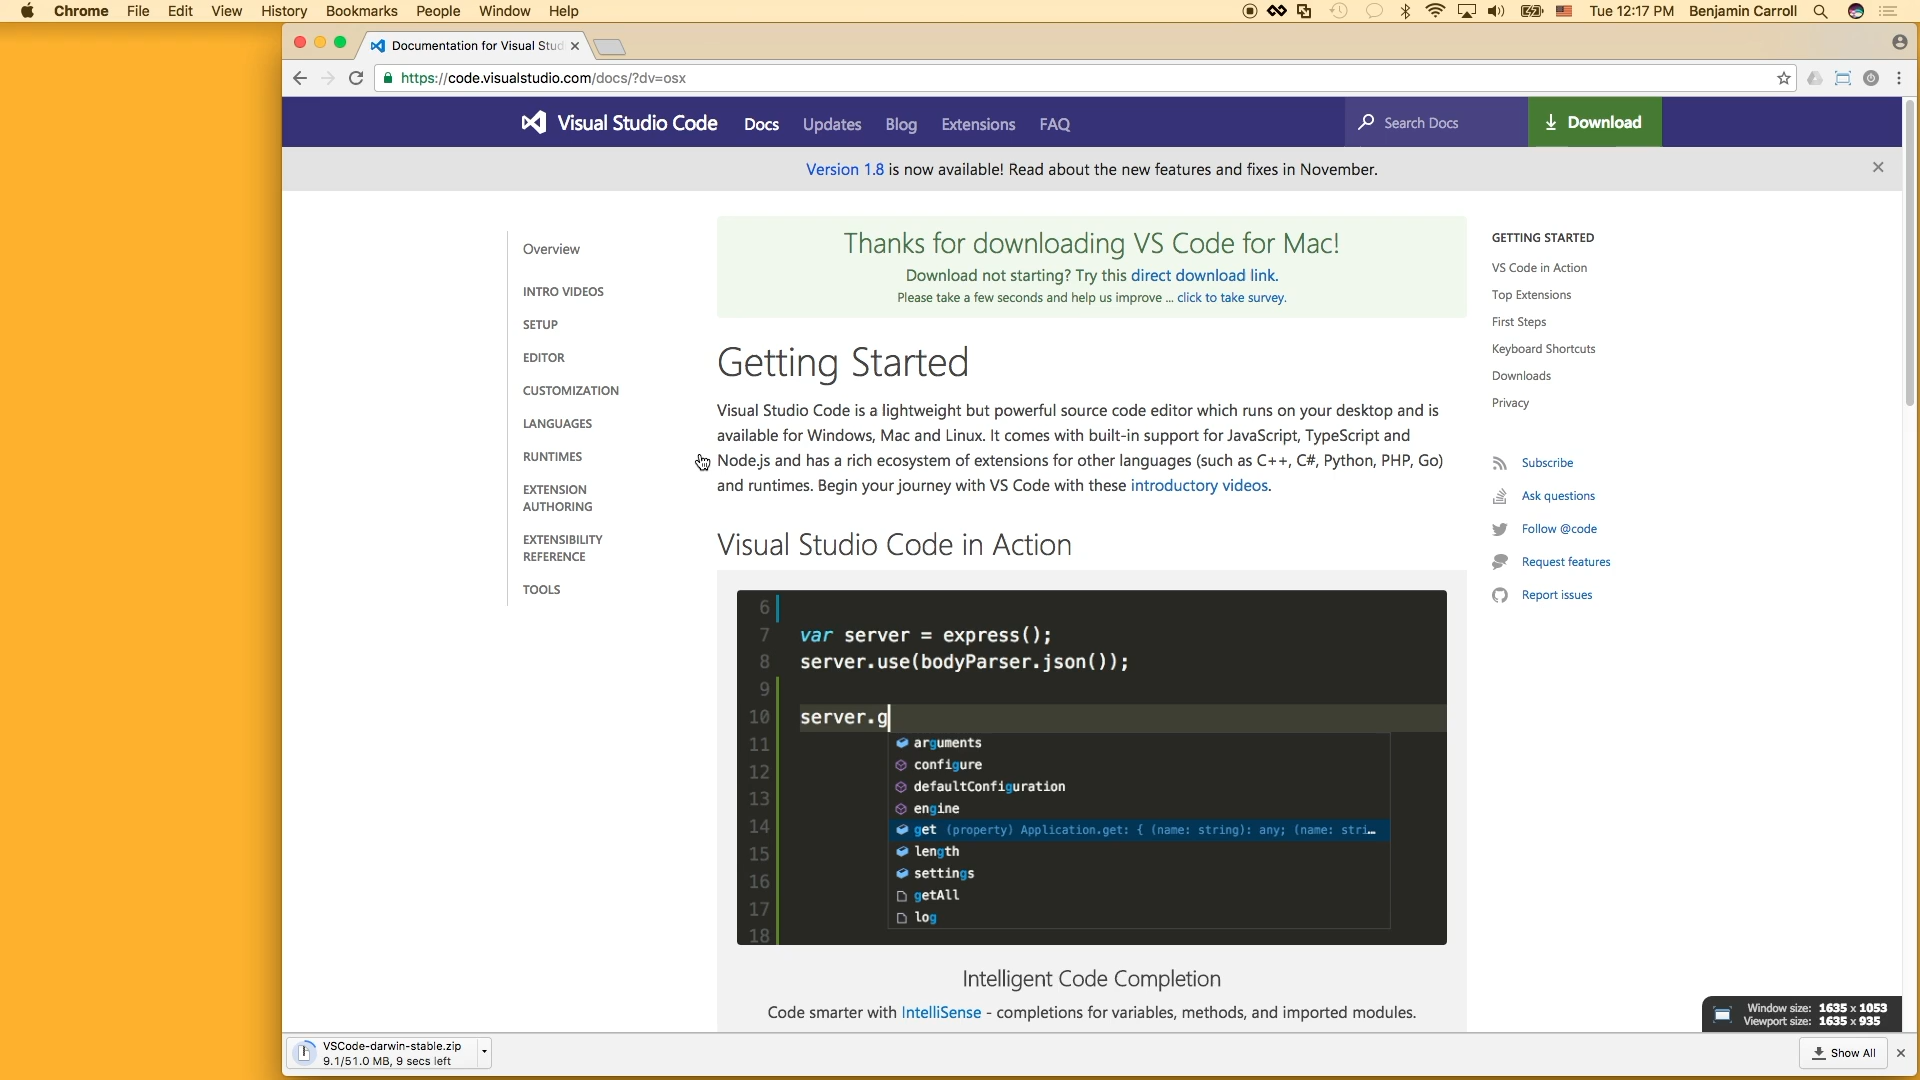 Chrome File Edit View History Bookmarks People Window Help
Tue 12:17 PM Benjamin Carroll
Documentation for Visual Stud
https://code.visualstudio.com/docs/?dv=osx
Visual Studio Code Docs Updates Blog Extensions FAQ Search Docs Download
Version 1.8 is now available! Read about the new features and fixes in November.
Overview
INTRO VIDEOS
SETUP
EDITOR
CUSTOMIZATION
LANGUAGES
RUNTIMES
EXTENSION
AUTHORING
EXTENSIBILITY
REFERENCE
TOOLS
Thanks for downloading VS Code for Mac!
Download not starting? Try this direct download link.
Please take a few seconds and help us improve ... click to take survey.
Getting Started
Visual Studio Code is a lightweight but powerful source code editor which runs on your desktop and is
available for Windows, Mac and Linux. It comes with built-in support for JavaScript, TypeScript and
Node.js and has a rich ecosystem of extensions for other languages (such as C++, C#, Python, PHP, Go)
and runtimes. Begin your journey with VS Code with these introductory videos.
Visual Studio Code in Action
6
7 var server = express();
8 server.use(bodyParser.json());
9
10 server.g
11 arguments
configure
12 defaultConfiguration
13 engine
14 get (property) Application.get: { (name: string): any; (name: stri…
15 length
16 settings
getAll
17 log
18
Intelligent Code Completion
Code smarter with IntelliSense - completions for variables, methods, and imported modules.
GETTING STARTED
VS Code in Action
Top Extensions
First Steps
Keyboard Shortcuts
Downloads
Privacy
Subscribe
Ask questions
Follow @code
Request features
Report issues
Window size: 1635 x 1053
Viewport size: 1635 x 935
VSCode-darwin-stable.zip
9.1/51.0 MB, 9 secs left
Show All